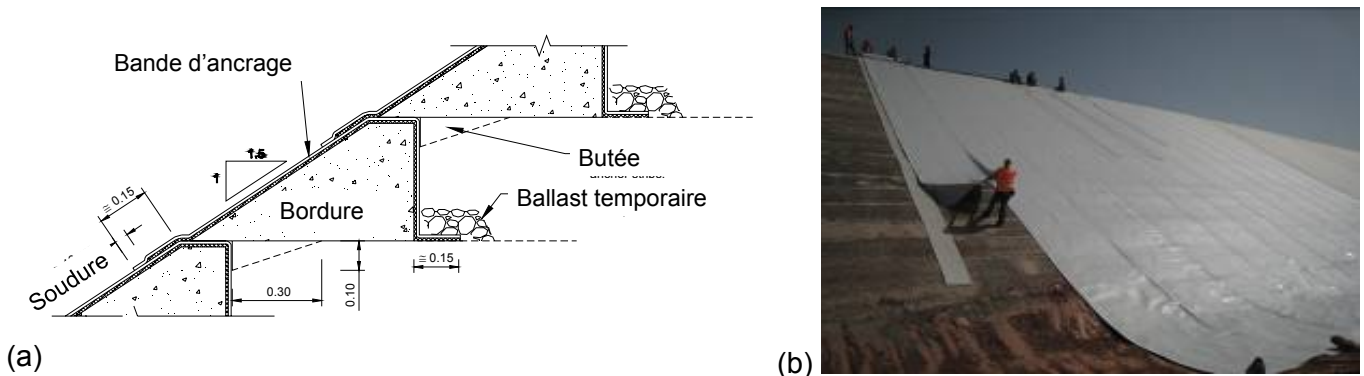 Bande d'ancrage
1.5
1
Butée
≅ 0.15
Bordure
Ballast temporaire
Soudure
0.30
0.10
≅ 0.15
(a)
(b)